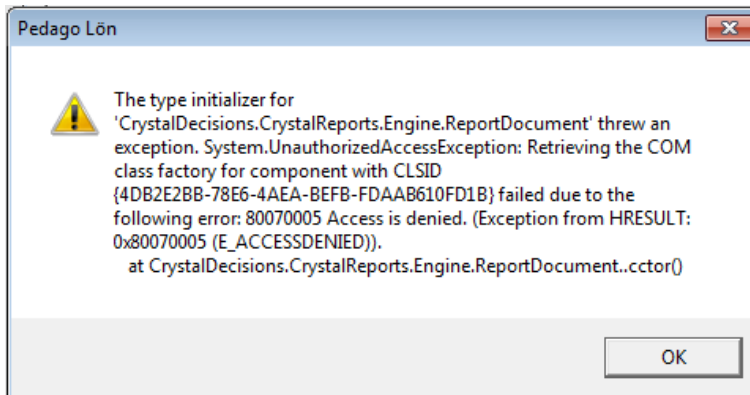 Pedago Lön
The type initializer for
'CrystalDecisions.CrystalReports.Engine.ReportDocument' threw an
exception. System.UnauthorizedAccessException: Retrieving the COM
class factory for component with CLSID
{4DB2E2BB-78E6-4AEA-BEFB-FDAAB610FD1B} failed due to the
following error: 80070005 Access is denied. (Exception from HRESULT:
0x80070005 (E_ACCESSDENIED)).
at CrystalDecisions.CrystalReports.Engine.ReportDocument..cctor()
OK